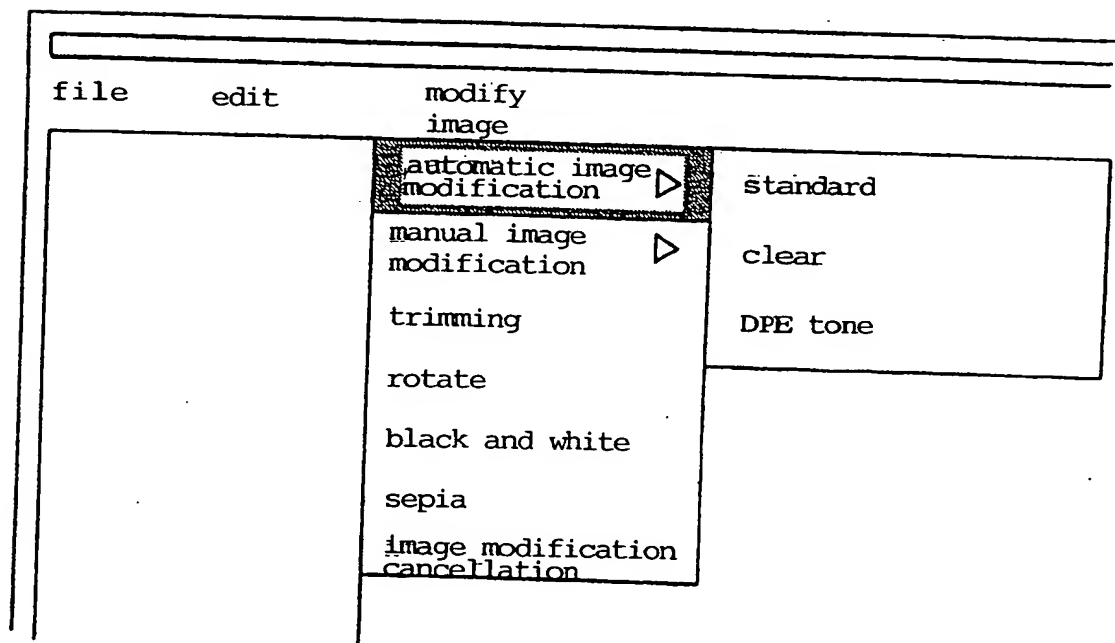 file
edit
modify
image
automatic image
modification
manual image
modification
trimming
rotate
black and white
sepia
image modification
cancellation
standard
clear
DPE tone